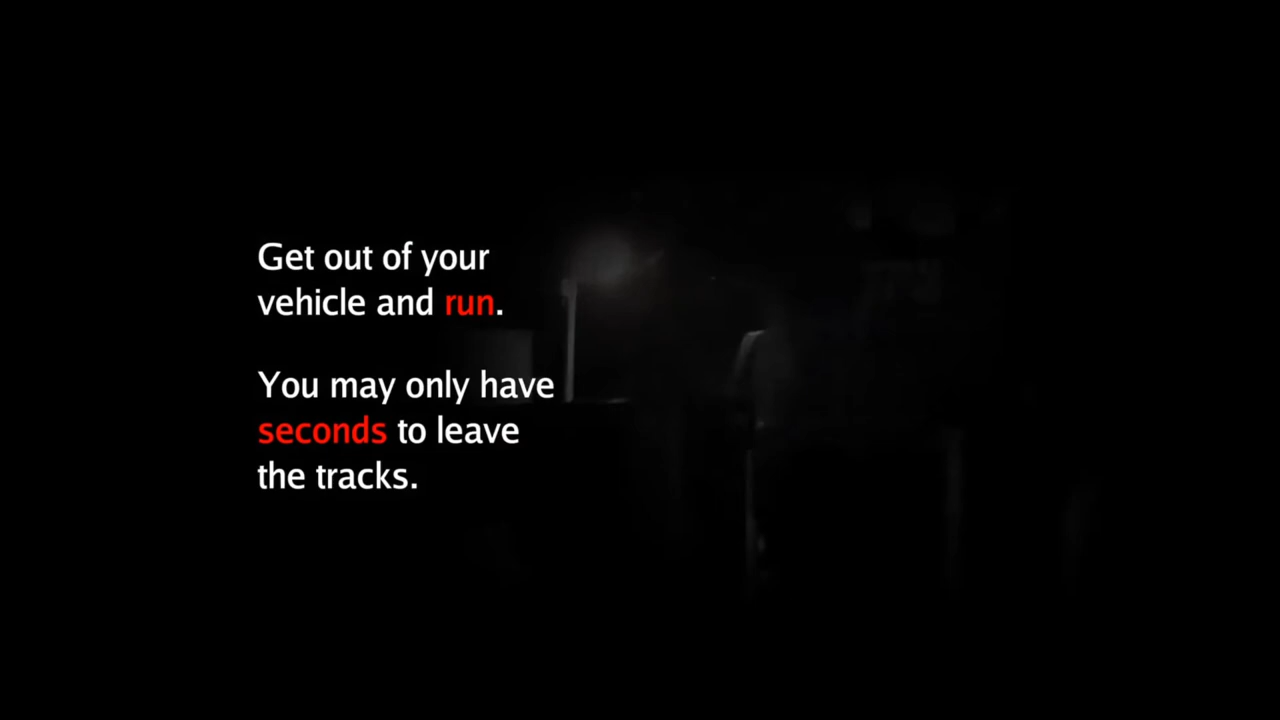 Get out of your
vehicle and run.
You may only have
seconds to leave
the tracks.